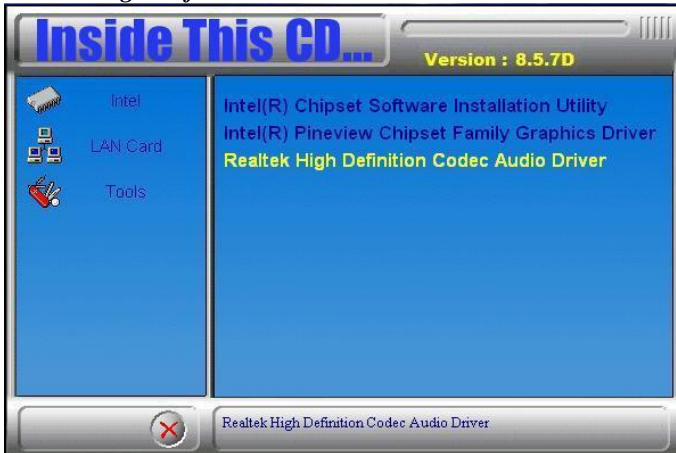 Inside This CD...
Version : 8.5.7D
Intel
LAN Card
Tools
Intel(R) Chipset Software Installation Utility
Intel(R) Pineview Chipset Family Graphics Driver
Realtek High Definition Codec Audio Driver
Realtek High Definition Codec Audio Driver